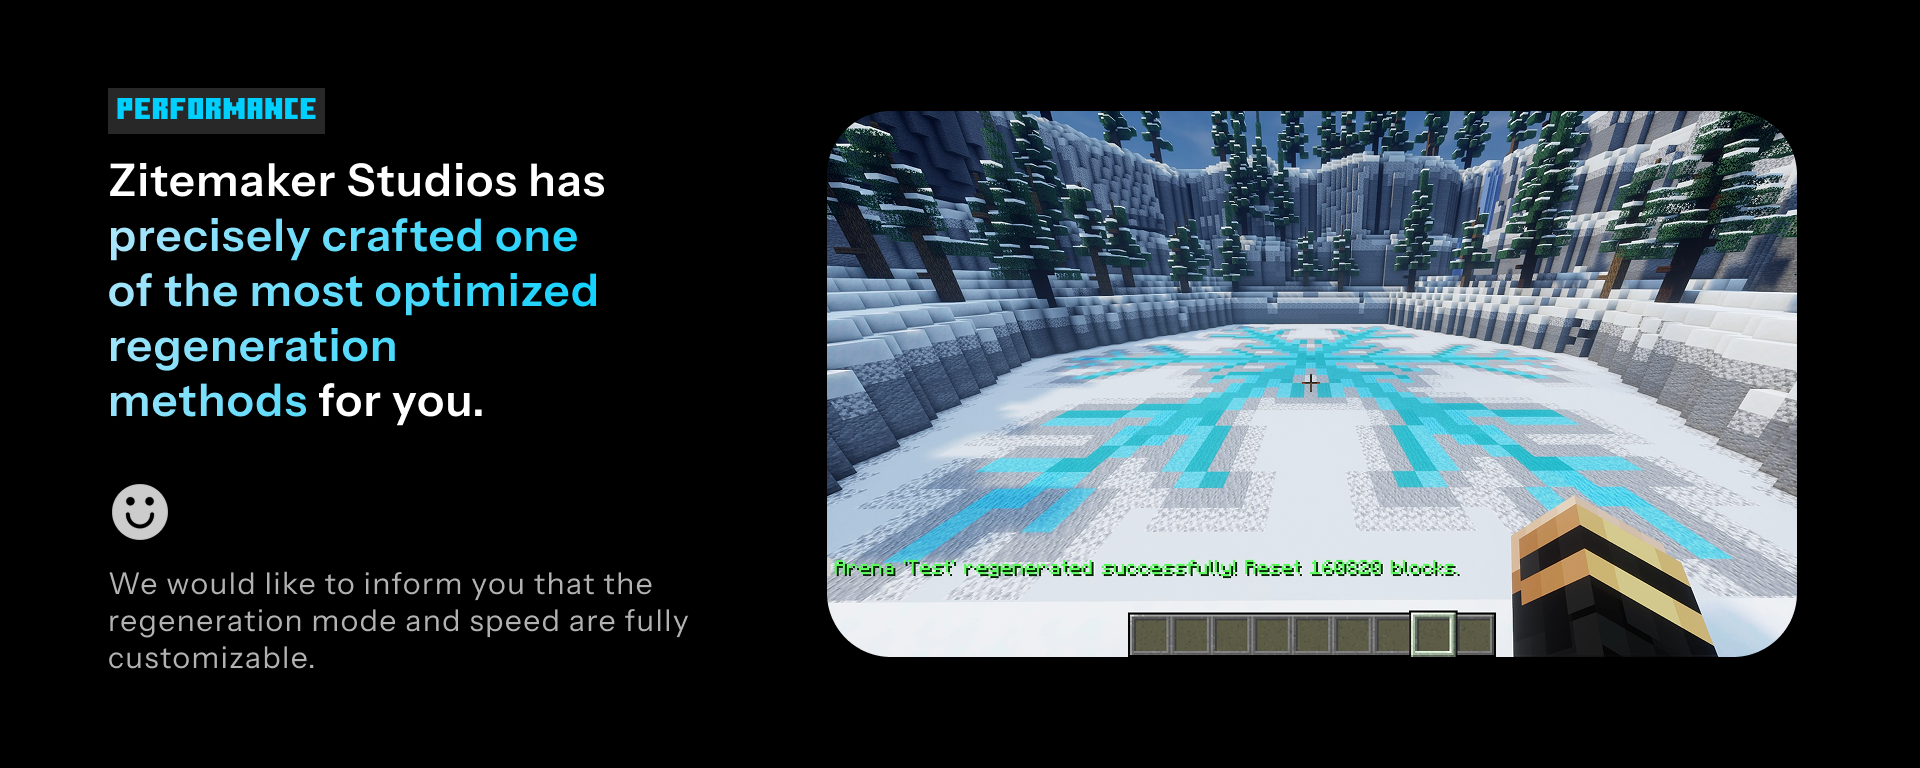 PERFORMANCE
Zitemaker Studios has
precisely crafted one
of the most optimized
regeneration
methods for you.
We would like to inform you that the
regeneration mode and speed are fully
customizable.
Arena 'Test' regenerated successfully! Reset 160820 blocks.